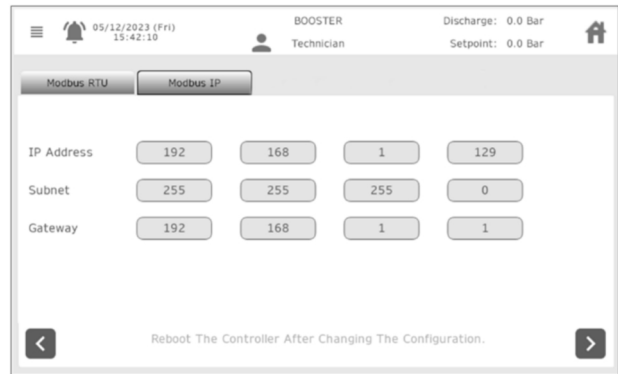 05/12/2023 (Fri)
15:42:10
BOOSTER
Technician
Discharge: 0.0 Bar
Setpoint: 0.0 Bar
Modbus RTU Modbus IP
IP Address 192 168 1 129
Subnet 255 255 255 0
Gateway 192 168 1 1
Reboot The Controller After Changing The Configuration.